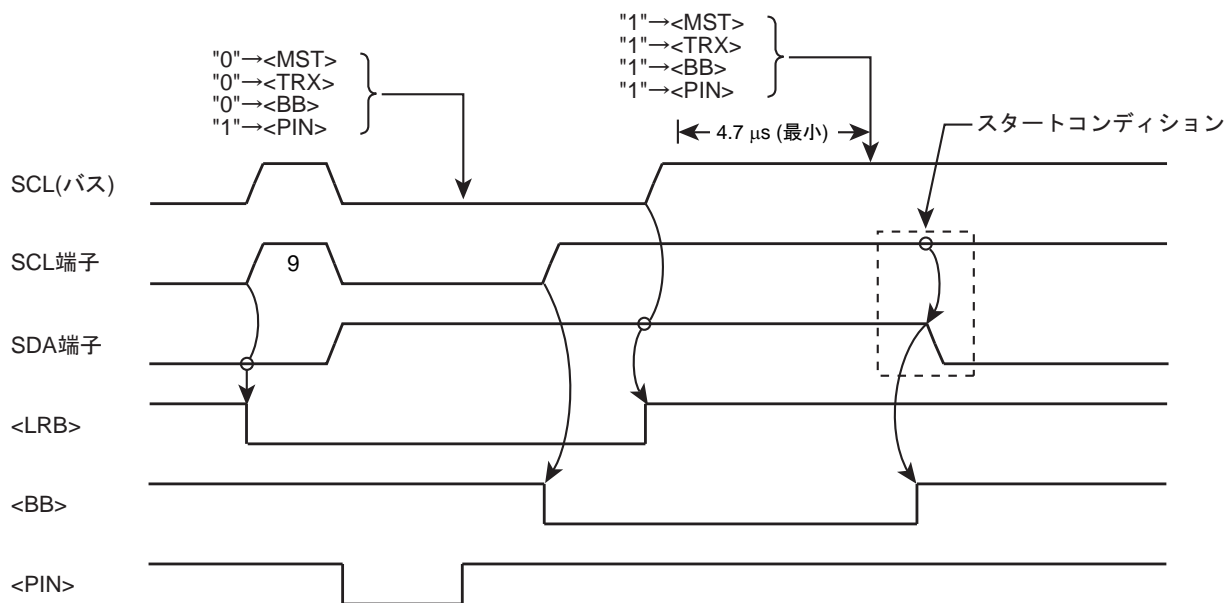 "0"→<MST>
"0"→<TRX>
"0"→<BB>
"1"→<PIN>
"1"→<MST>
"1"→<TRX>
"1"→<BB>
"1"→<PIN>
4.7 μs (最小)
スタートコンディション
SCL(バス)
SCL端子
9
SDA端子
<LRB>
<BB>
<PIN>